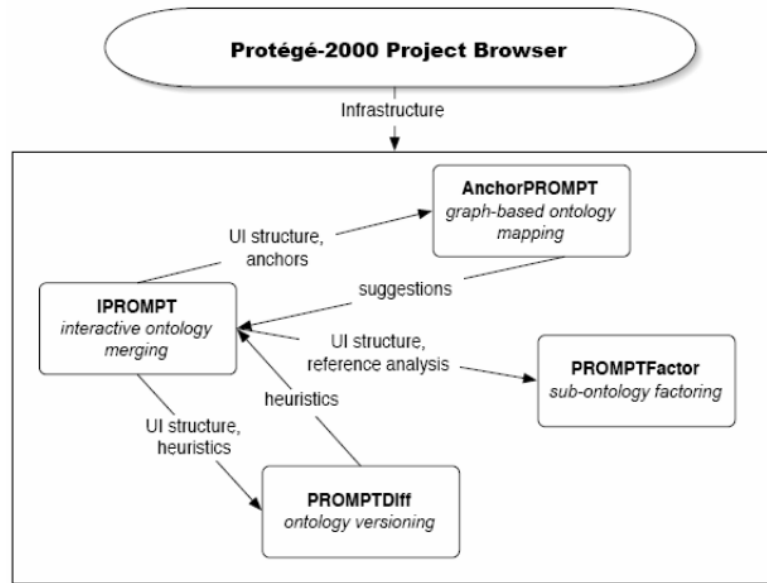 Protégé-2000 Project Browser
Infrastructure
AnchorPROMPT
graph-based ontology
mapping
UI structure,
anchors
suggestions
IPROMPT
interactive ontology
merging
UI structure,
reference analysis
PROMPTFactor
sub-ontology factoring
heuristics
UI structure,
heuristics
PROMPTDiff
ontology versioning